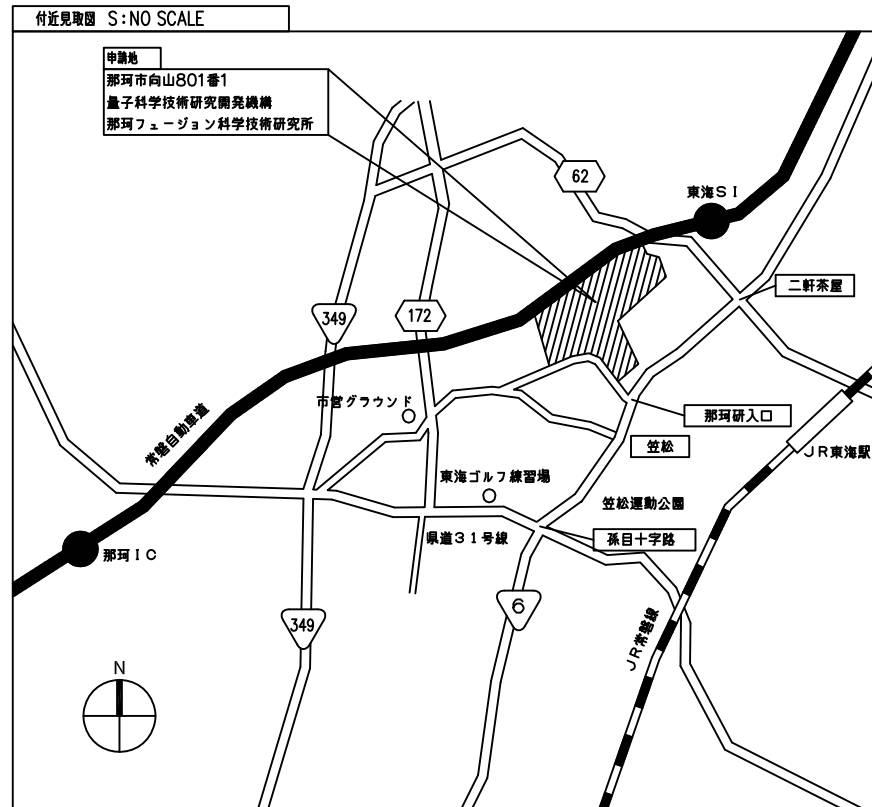 付近見取図 S:NO SCALE
申請地
那珂市向山801番1
量子科学技術研究開発機構
那珂フュージョン科学技術研究所
62
東海SI
二軒茶屋
349
172
市営グラウンド
那珂研入口
常磐自動車道
笠松
JR東海駅
東海ゴルフ練習場
笠松運動公園
県道31号線
孫目十字路
那珂IC
6
349
JR常磐線
N